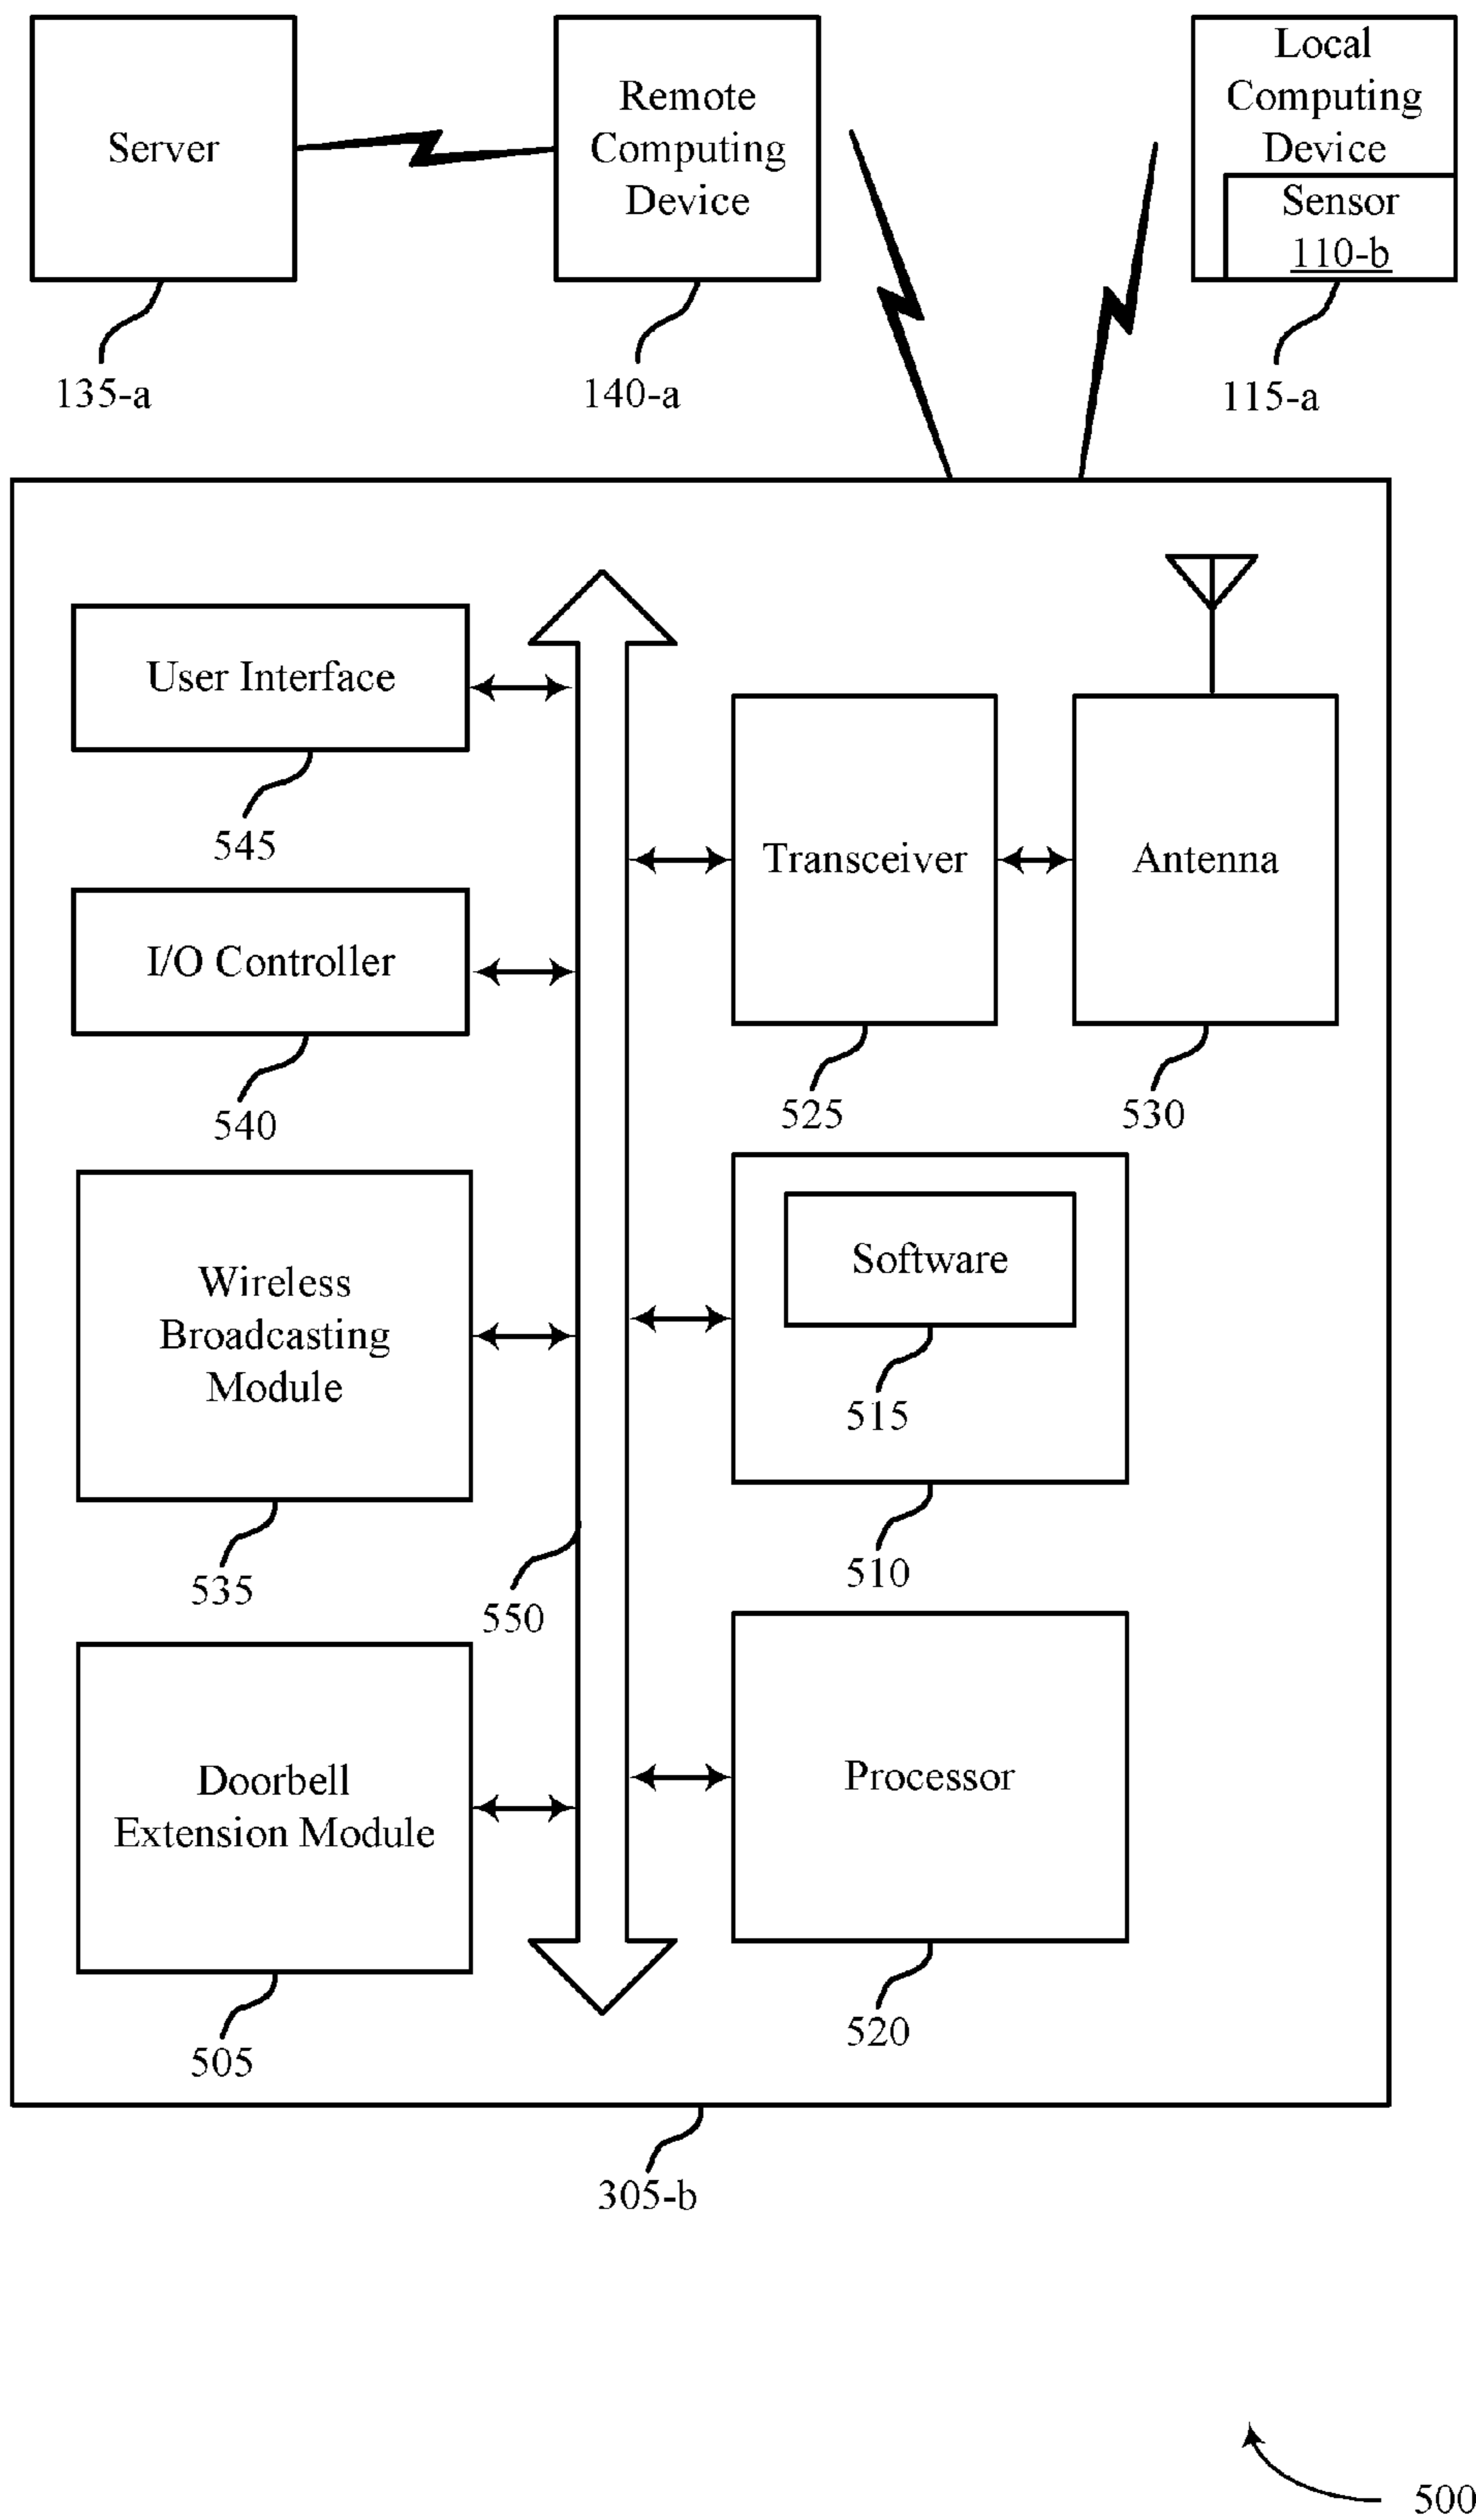 Server
135-a
Remote
Computing
Device
140-a
Local
Computing
Device
Sensor
110-b
115-a
User Interface
545
I/O Controller
540
Wireless
Broadcasting
Module
535
Doorbell
Extension Module
505
550
Transceiver
525
Antenna
530
Software
515
510
Processor
520
305-b
500